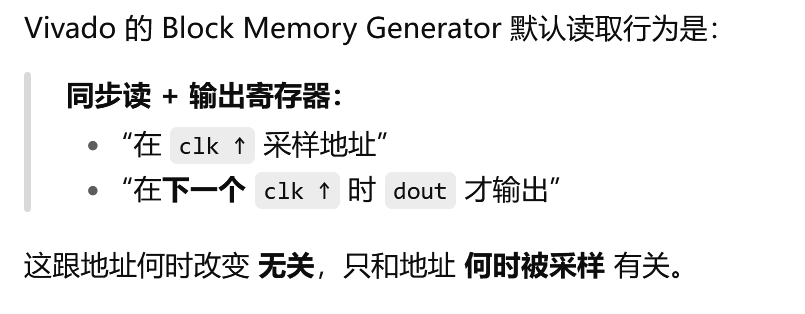 Vivado 的 Block Memory Generator 默认读取行为是：
同步读 + 输出寄存器：
• “在 clk ↑ 采样地址”
• “在下一个 clk ↑ 时 dout 才输出”
这跟地址何时改变 无关，只和地址 何时被采样 有关。